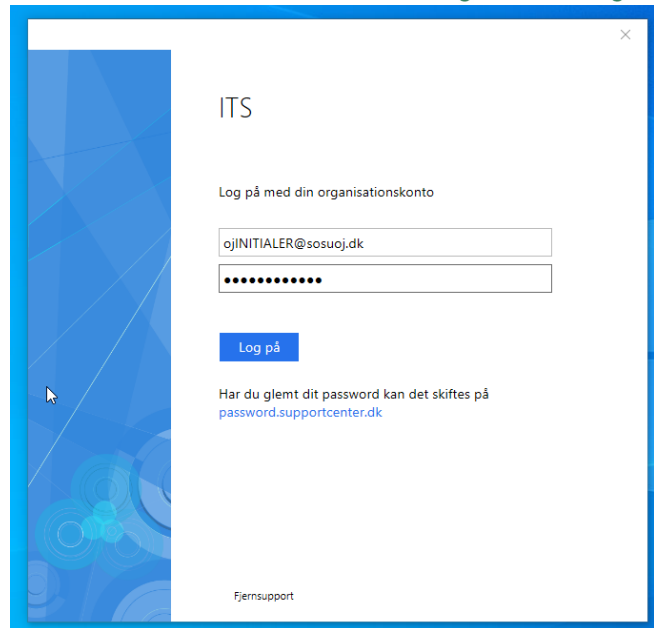 ITS
Log på med din organisationskonto
ojINITIALER@sosuoj.dk
●●●●●●●●●●●●
Log på
Har du glemt dit password kan det skiftes på
password.supportcenter.dk
Fjernsupport